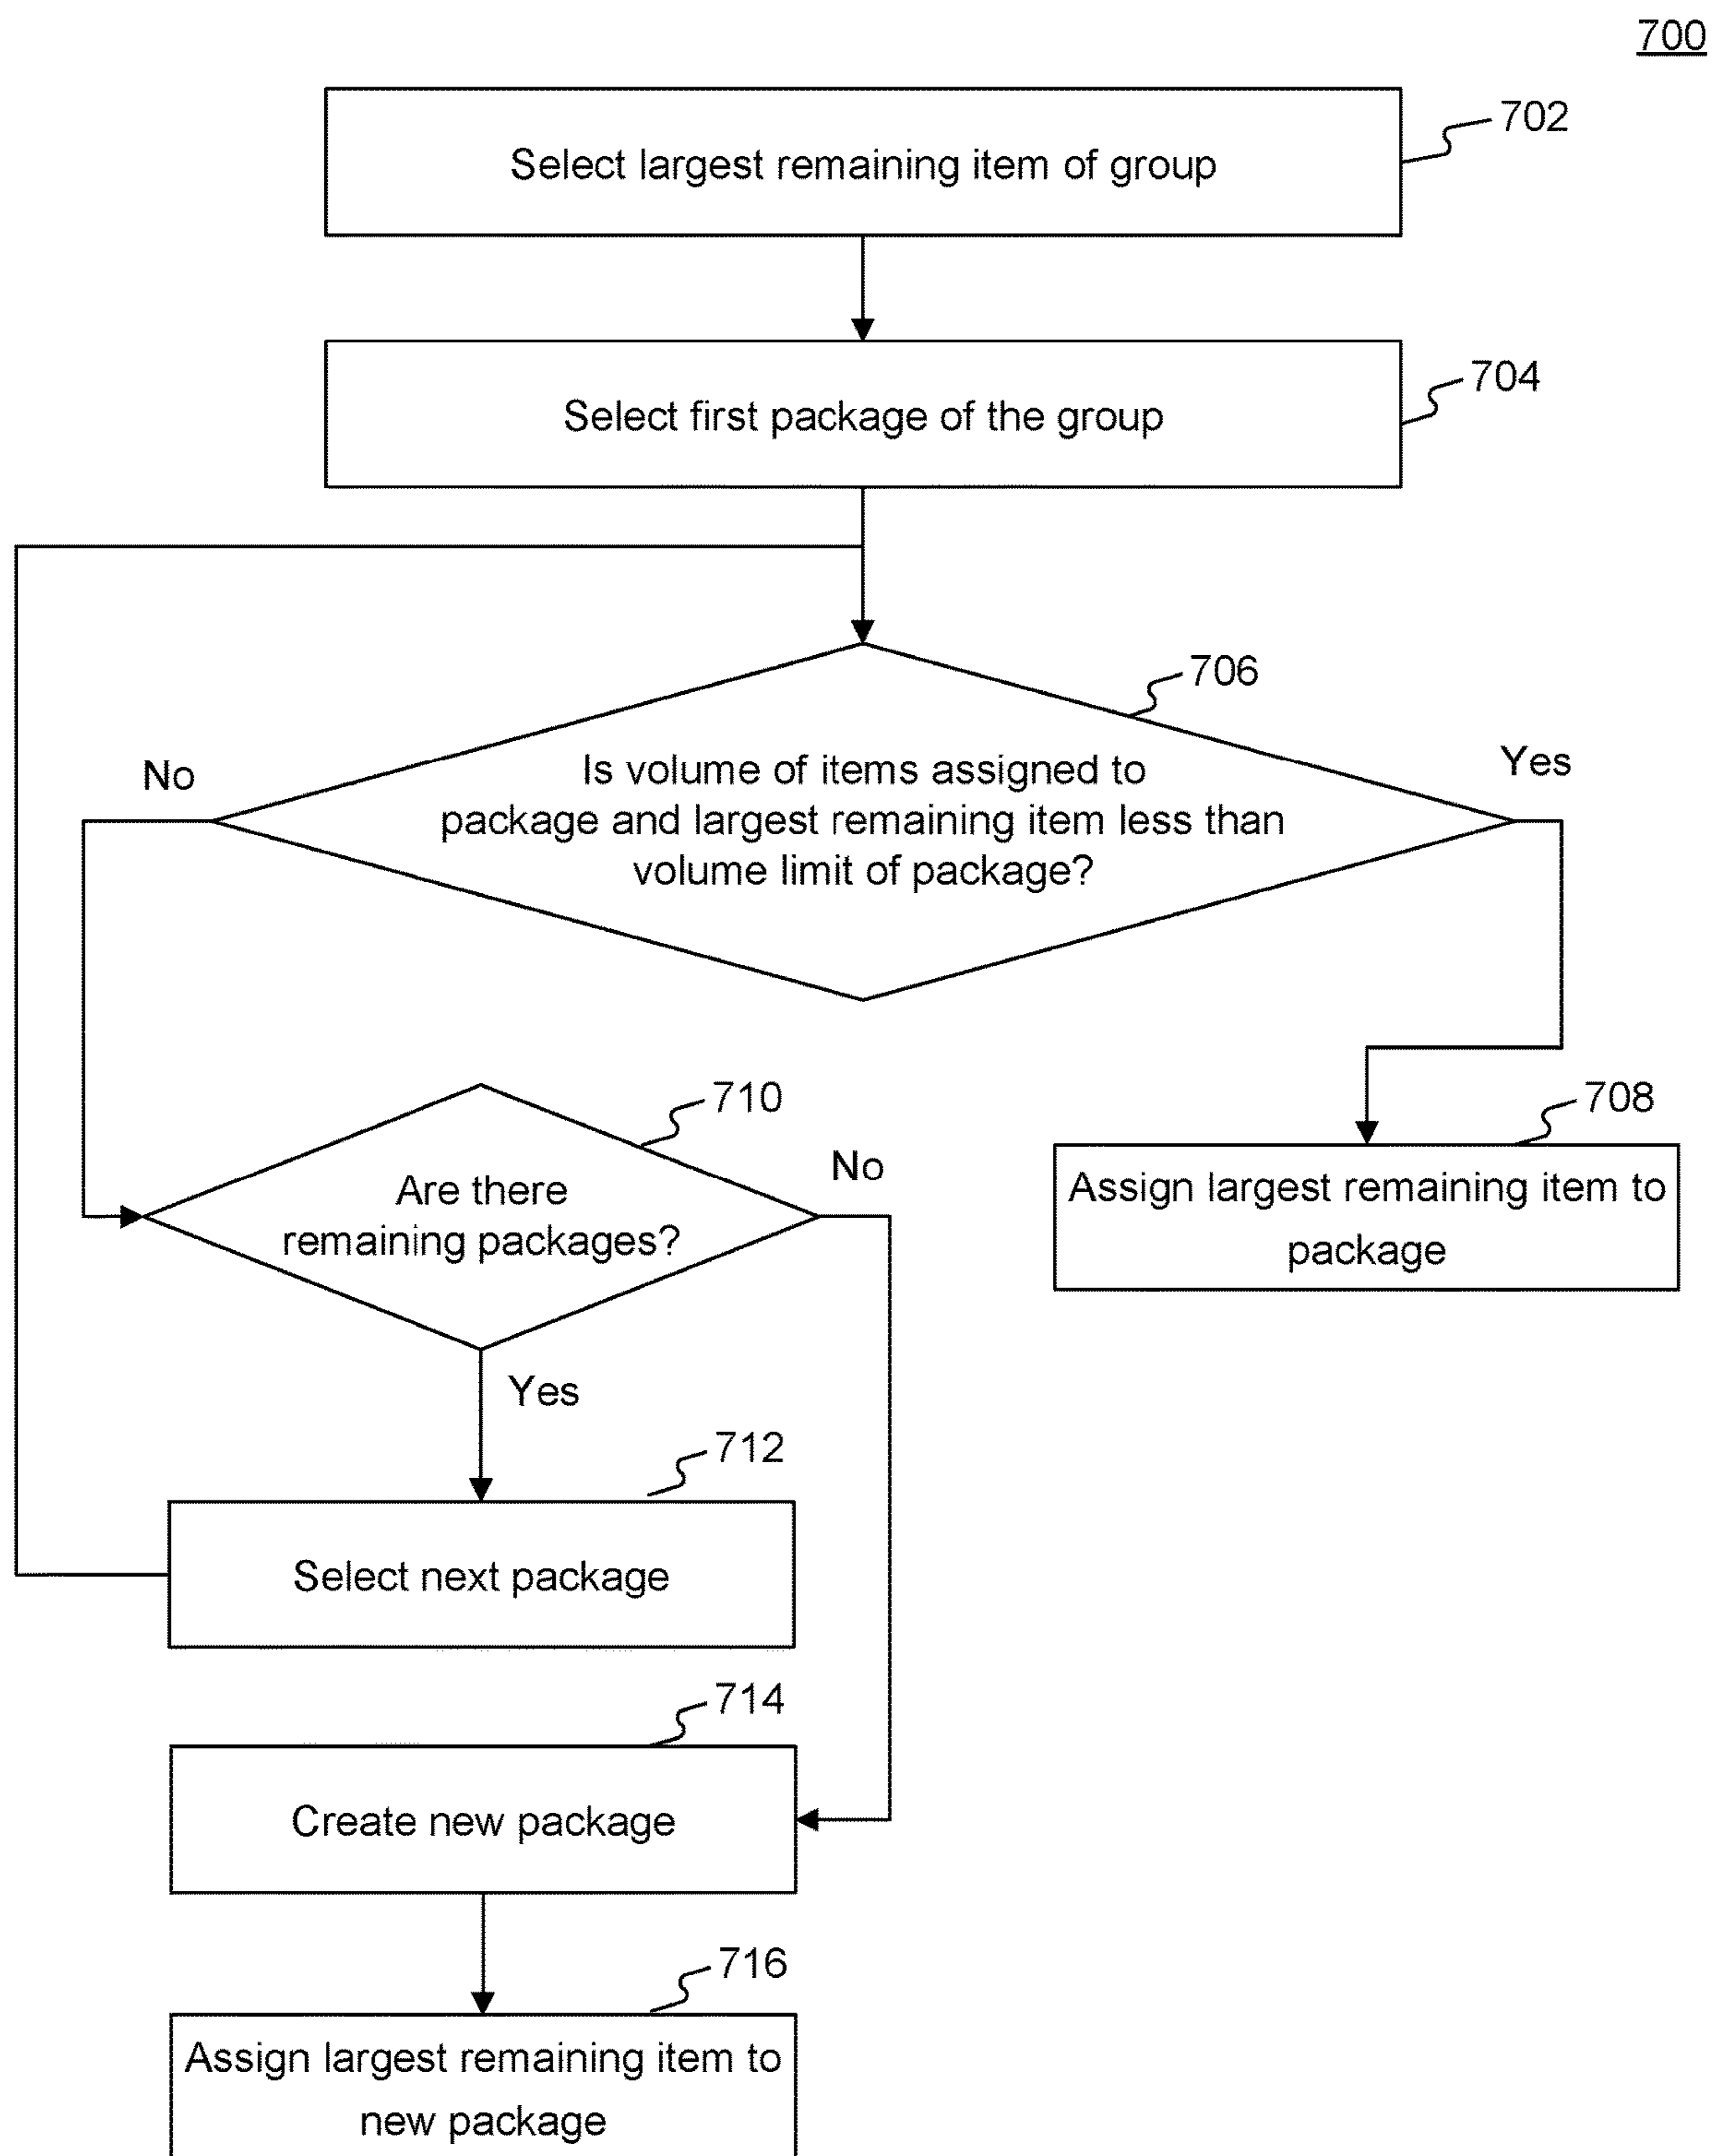 700
702
Select largest remaining item of group
704
Select first package of the group
706
No
Yes
Is volume of items assigned to
package and largest remaining item less than
volume limit of package?
710
708
No
Are there
remaining packages?
Assign largest remaining item to
package
Yes
712
Select next package
714
Create new package
716
Assign largest remaining item to
new package